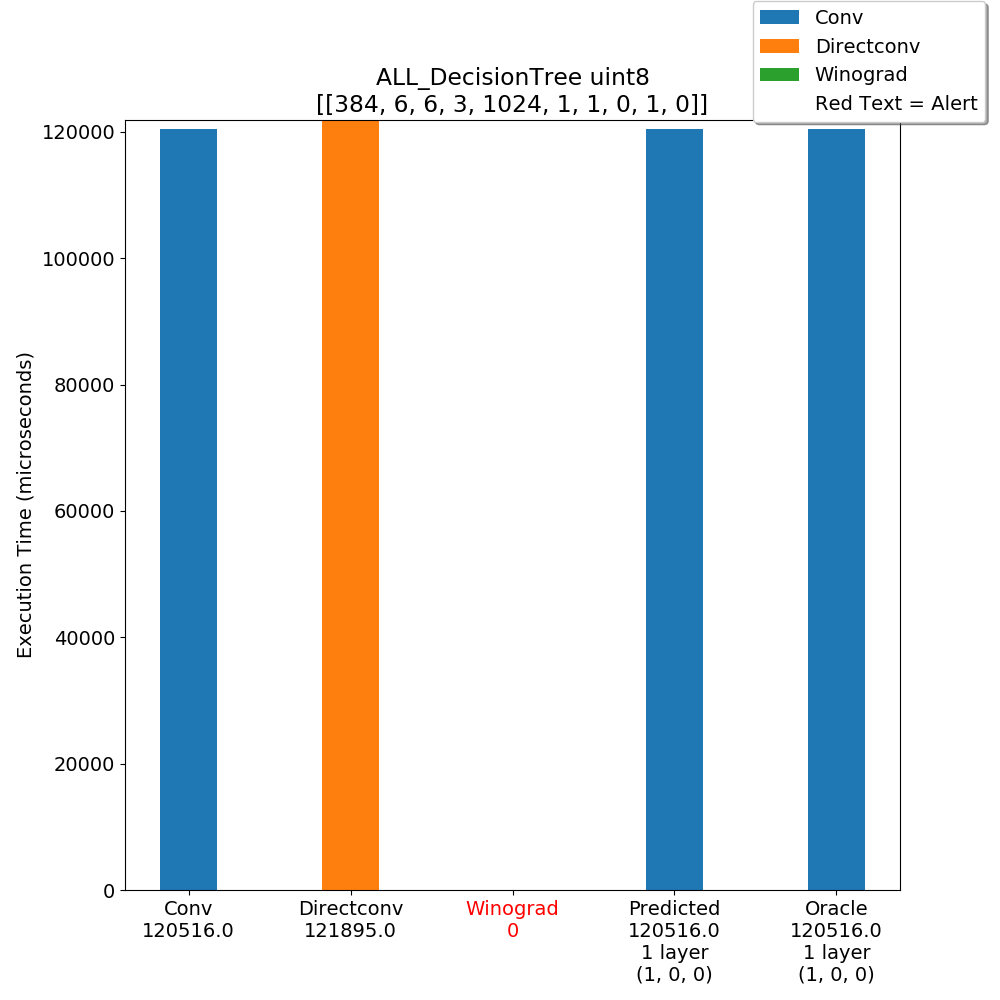 Conv
Directconv
Winograd
Red Text = Alert
ALL_DecisionTree uint8
[[384, 6, 6, 3, 1024, 1, 1, 0, 1, 0]]
Execution Time (microseconds)
120000
100000
80000
60000
40000
20000
0
Conv
120516.0
Directconv
121895.0
Winograd
0
Predicted
120516.0
1 layer
(1, 0, 0)
Oracle
120516.0
1 layer
(1, 0, 0)